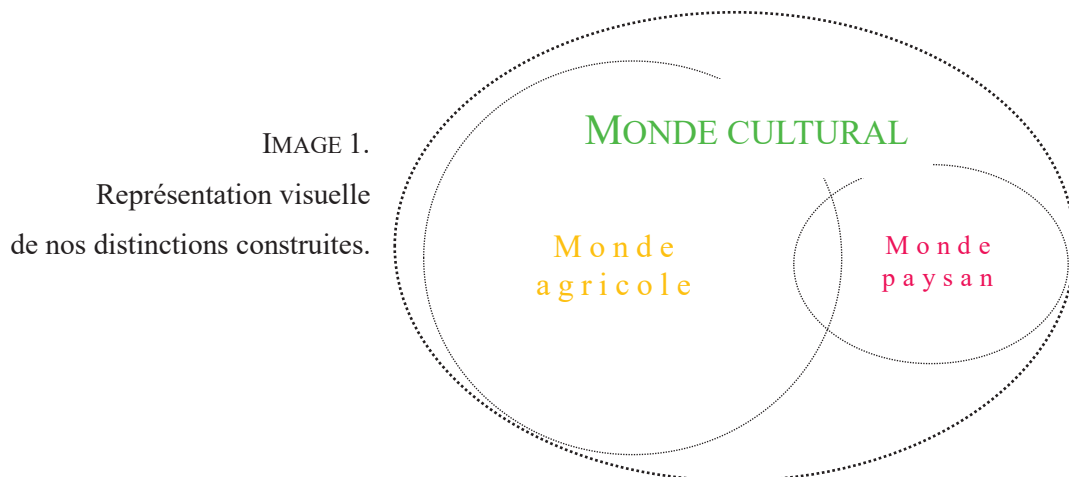 IMAGE 1.
Représentation visuelle
de nos distinctions construites.
MONDE CULTURAL
Monde
agricole
Monde
paysan